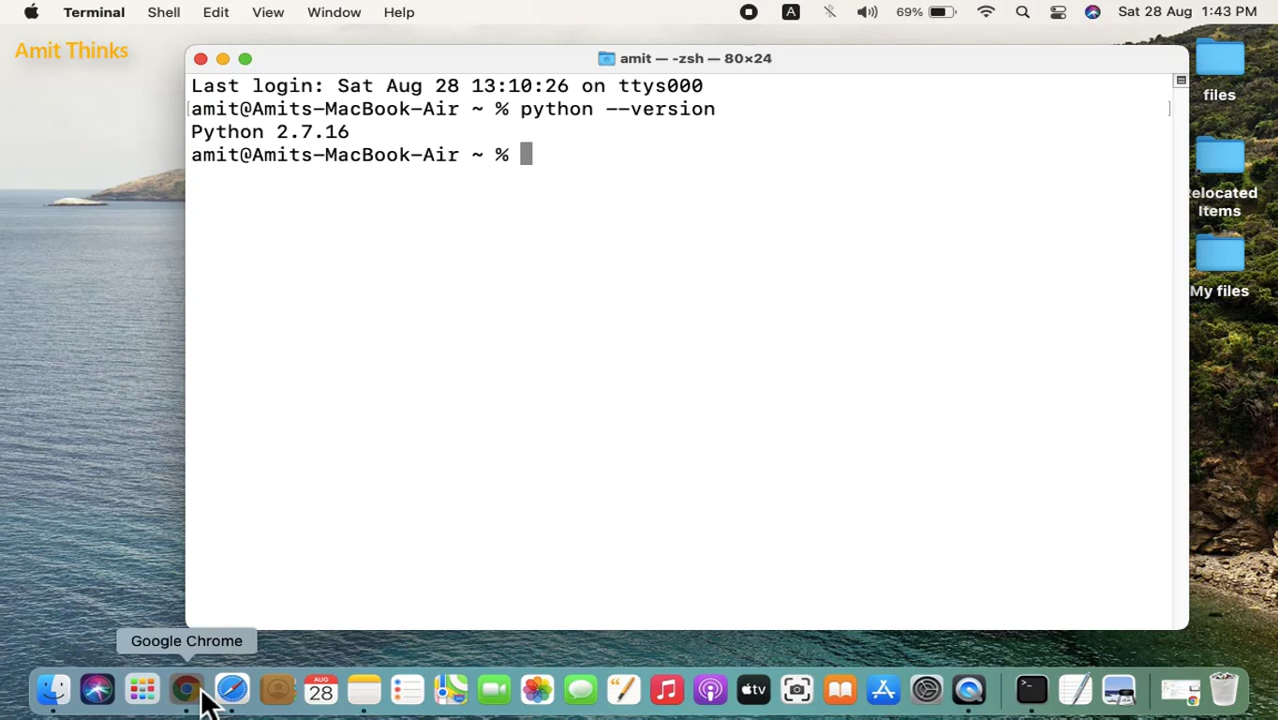 Terminal Shell Edit View Window Help A 69% Sat 28 Aug 1:43 PM
Amit Thinks
amit — -zsh — 80×24
Last login: Sat Aug 28 13:10:26 on ttys000
[amit@Amits-MacBook-Air ~ % python --version ]
Python 2.7.16
amit@Amits-MacBook-Air ~ %
files
elocated
Items
My files
Google Chrome
AUG
28
tv
>_